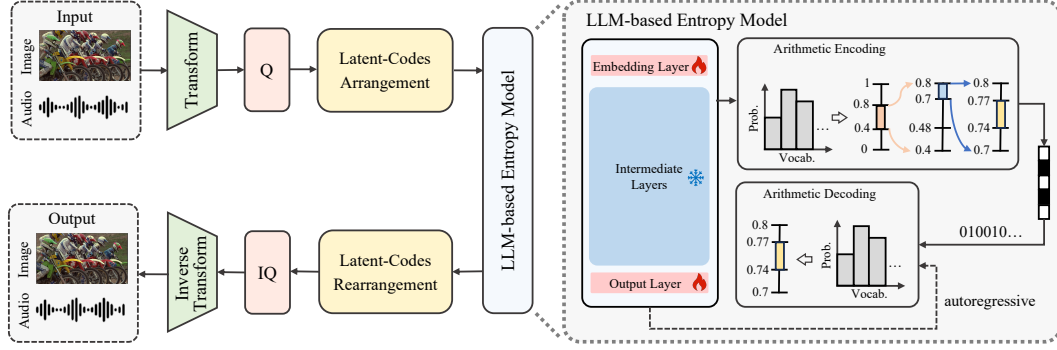 Input
Image
Audio
Transform
Q
Latent-Codes
Arrangement
LLM-based Entropy Model
Output
Image
Audio
Inverse
Transform
IQ
Latent-Codes
Rearrangement
LLM-based Entropy Model
Embedding Layer
Intermediate
Layers
Output Layer
Arithmetic Encoding
Prob.
Vocab.
...
1
0.8
0.4
0
0.8
0.7
0.48
0.4
0.8
0.77
0.74
0.7
010010...
Arithmetic Decoding
0.8
0.77
0.74
0.7
Prob.
Vocab.
...
autoregressive